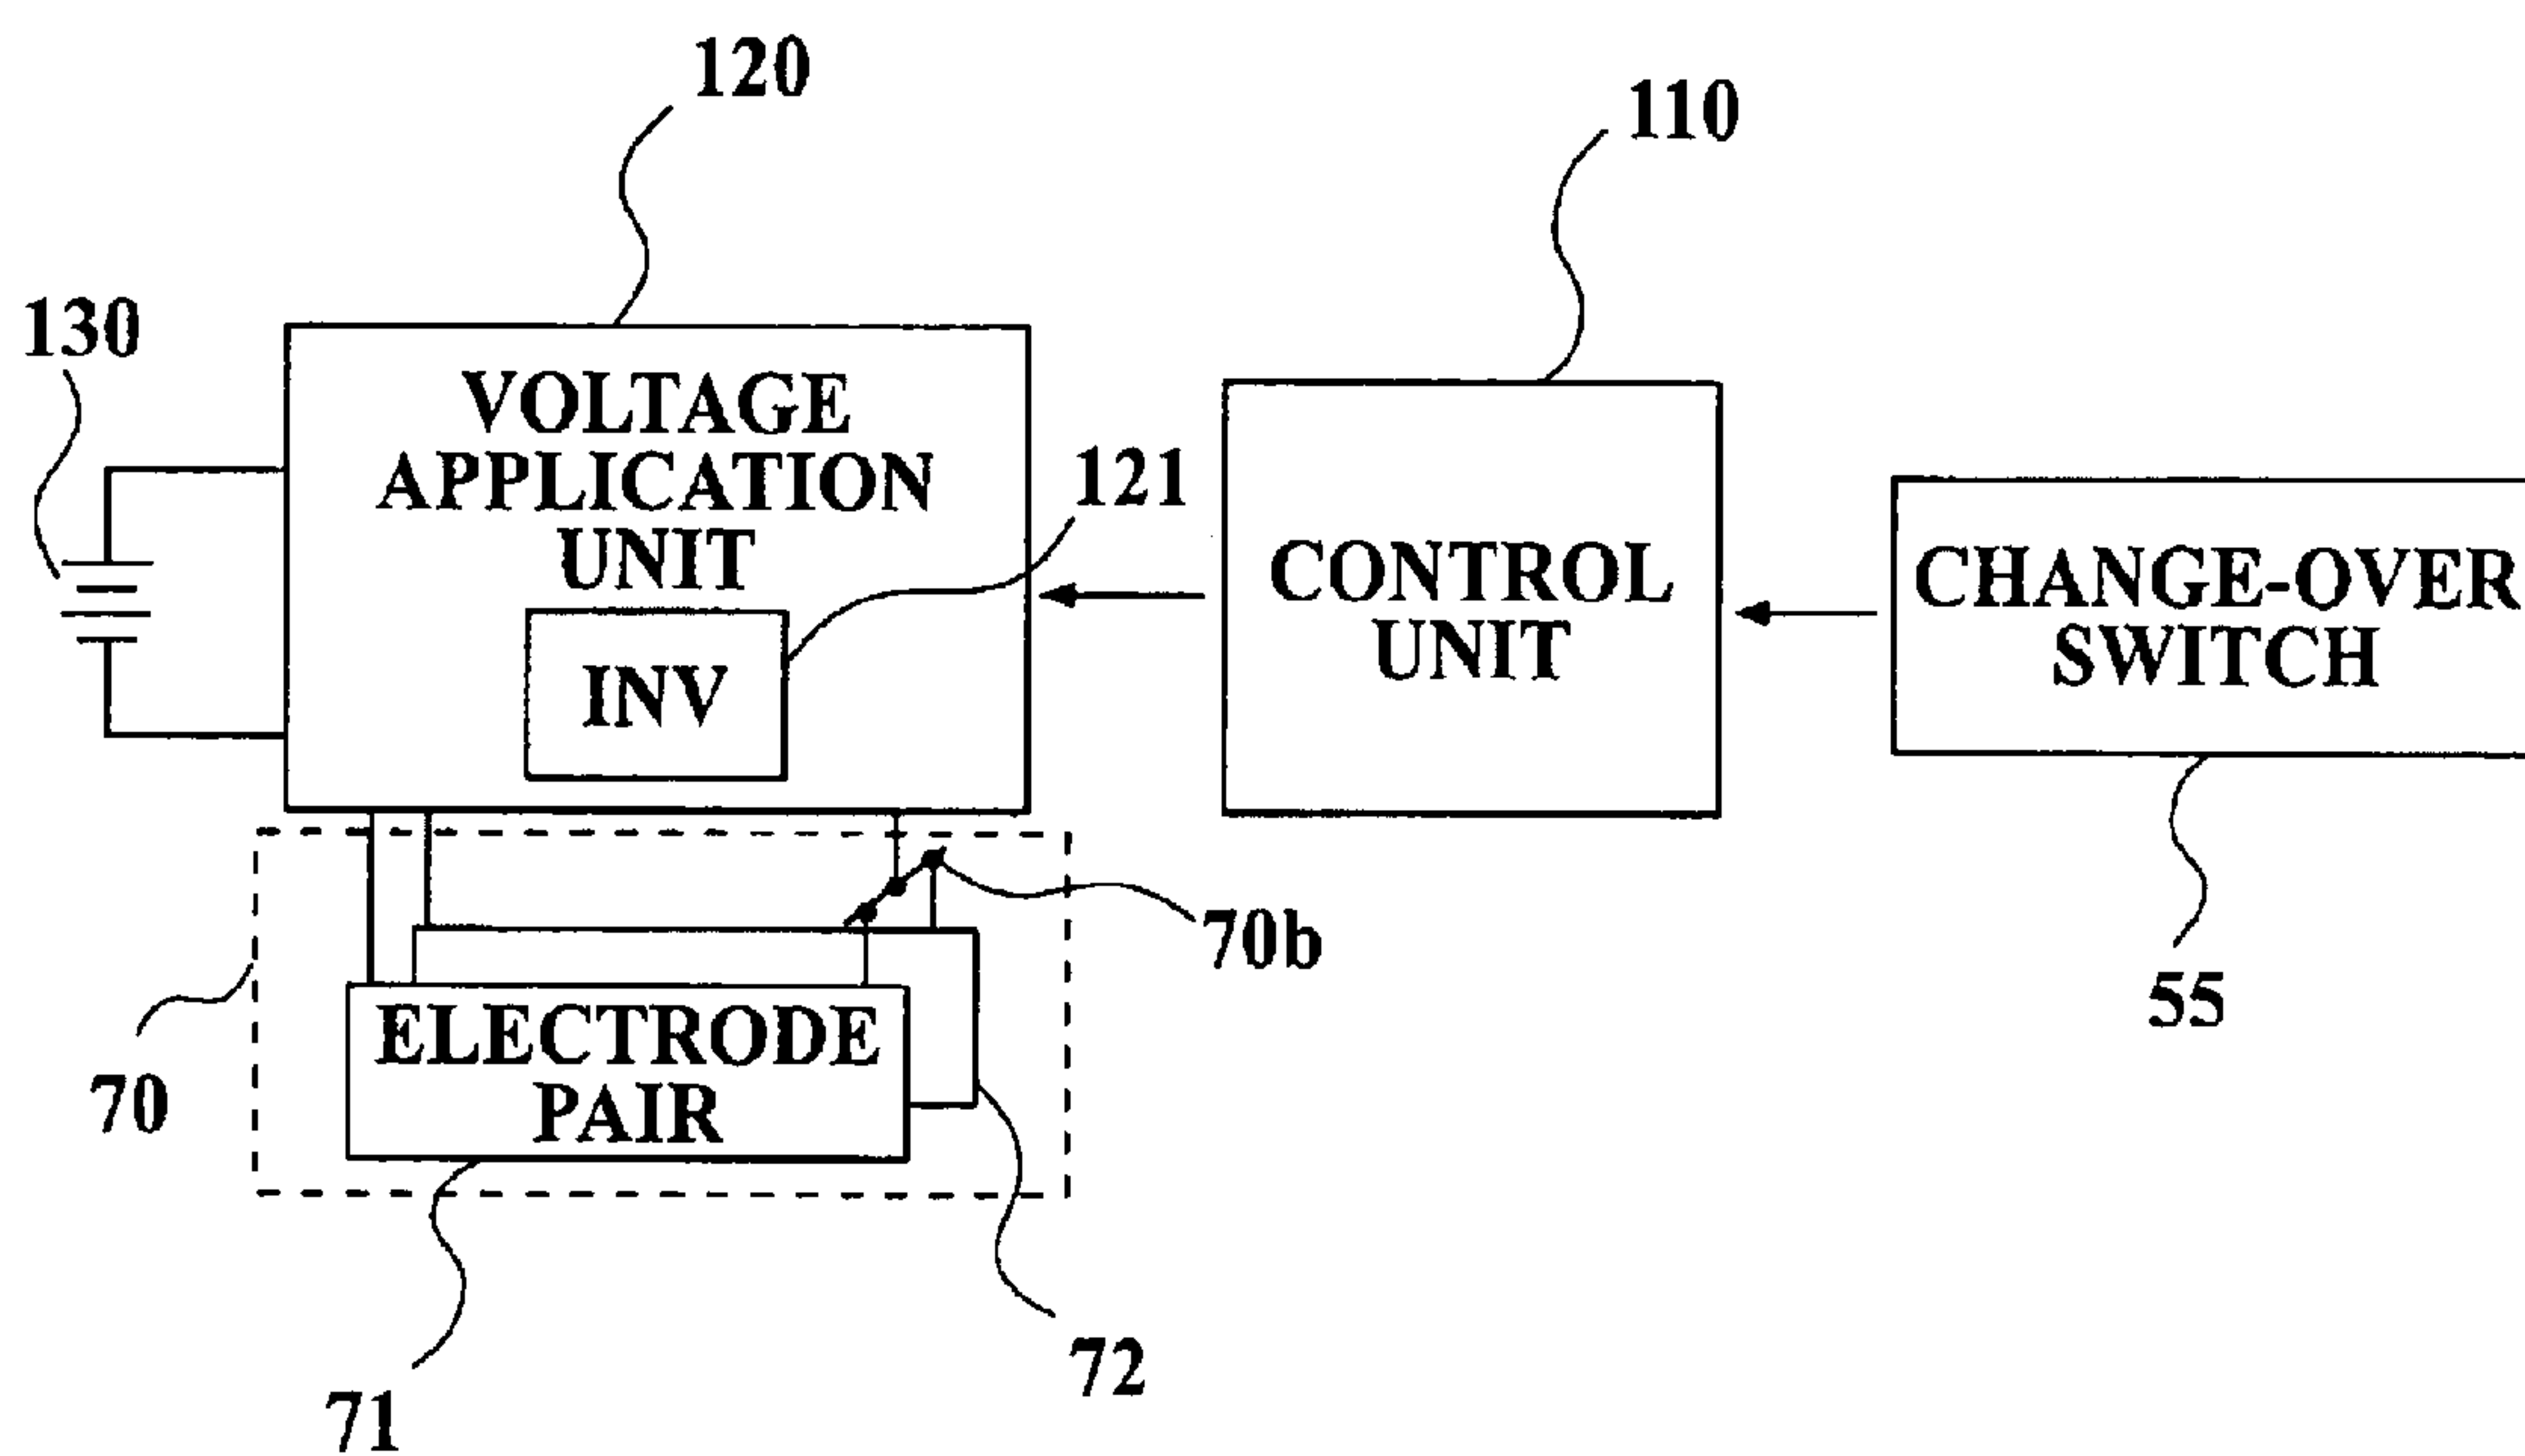 120
110
130
VOLTAGE
APPLICATION
UNIT
121
INV
CONTROL
UNIT
CHANGE-OVER
SWITCH
70b
55
70
ELECTRODE
PAIR
72
71